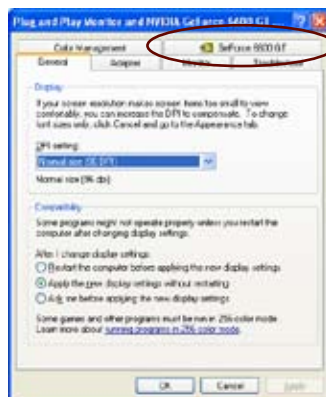 Plug and Play Monitor and NVIDIA GeForce 6600 GT
Color Management
GeForce 6600 GT
General
Adapter
Monitor
Troubleshoot
Display
If your screen resolution makes screen items too small to view
comfortably, you can increase the DPI to compensate. To change
font sizes only, click Cancel and go to the Appearance tab.
DPI setting:
Normal size (96 DPI)
Normal size (96 dpi)
Compatibility
Some programs might not operate properly unless you restart the
computer after changing display settings.
After I change display settings:
Restart the computer before applying the new display settings
Apply the new display settings without restarting
Ask me before applying the new display settings
Some games and other programs must be run in 256-color mode.
Learn more about running programs in 256-color mode.
OK
Cancel
Apply